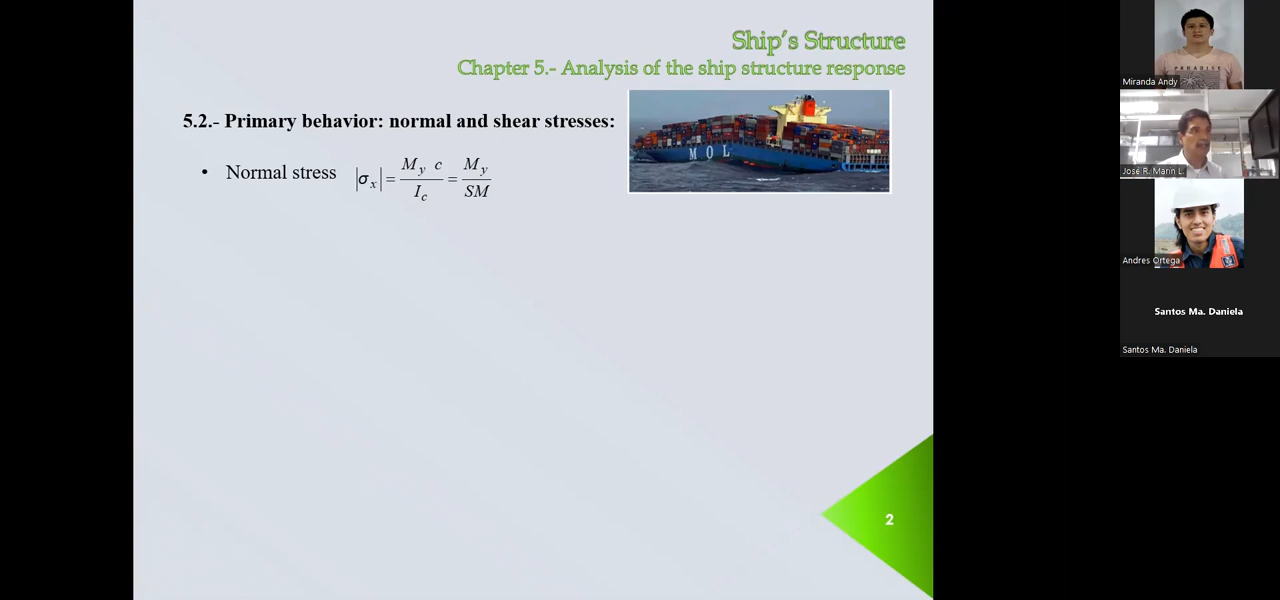 Ship's Structure
Chapter 5.- Analysis of the ship structure response
5.2.- Primary behavior: normal and shear stresses:
M O L
• Normal stress |σx| = My c / Ic = My / SM
2
Miranda Andy
PARADISE
José R. Marín L.
Andres Ortega
Santos Ma. Daniela
Santos Ma. Daniela